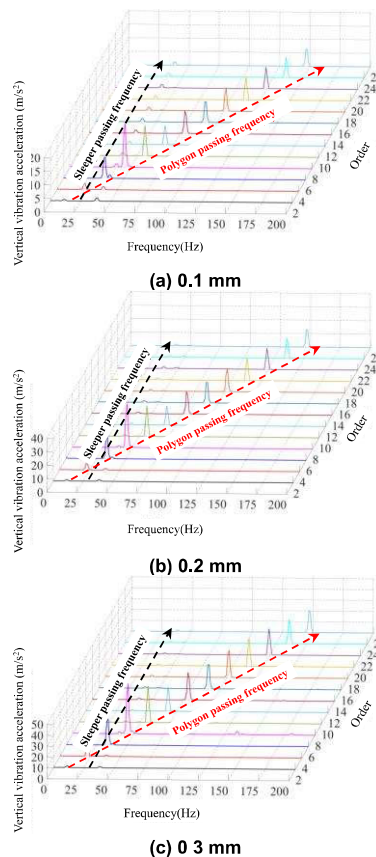 Vertical vibration acceleration (m/s²)
20
15
10
5
0
Sleeper passing frequency
Polygon passing frequency
0 25 50 75 100 125 150 175 200
Frequency(Hz)
2
4
6
8
10
12
14
16
18
20
22
24
2
Order
(a) 0.1 mm
Vertical vibration acceleration (m/s²)
40
30
20
10
0
Sleeper passing frequency
Polygon passing frequency
0 25 50 75 100 125 150 175 200
Frequency(Hz)
2
4
6
8
10
12
14
16
18
20
22
24
2
Order
(b) 0.2 mm
Vertical vibration acceleration (m/s²)
50
40
30
20
10
0
Sleeper passing frequency
Polygon passing frequency
0 25 50 75 100 125 150 175 200
Frequency(Hz)
2
4
6
8
10
12
14
16
18
20
22
24
2
Order
(c) 0 3 mm